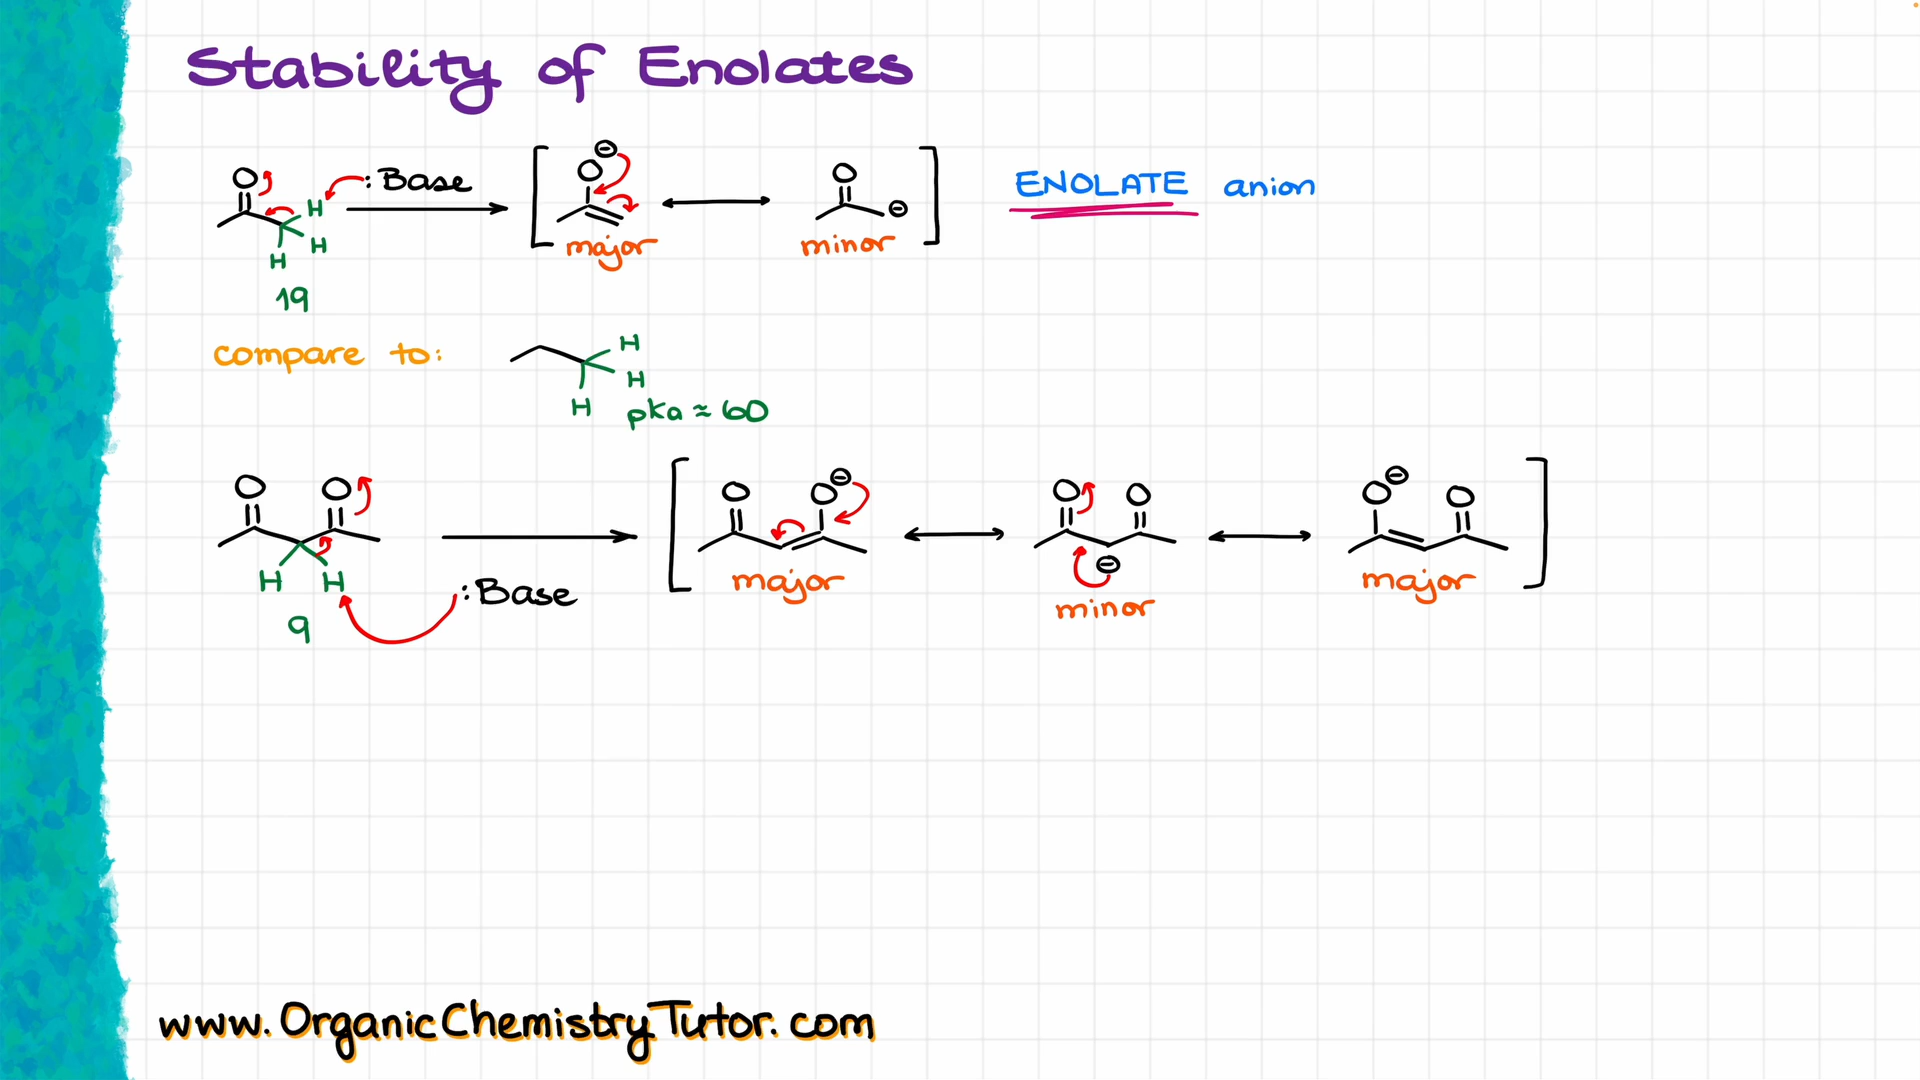 Stability of Enolates
O H H H :Base
19
O⊖ major
O ⊖ minor
ENOLATE anion
compare to:
H H H pka ≈ 60
O O H H
9
:Base
O O⊖ major
O O ⊖ minor
O⊖ O major
www.OrganicChemistryTutor.com